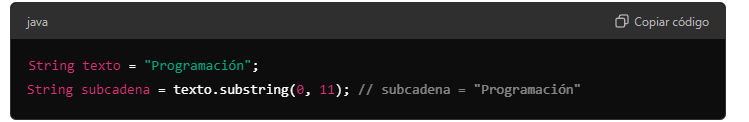 java
Copiar código
String texto = "Programación";
String subcadena = texto.substring(0, 11); // subcadena = "Programación"